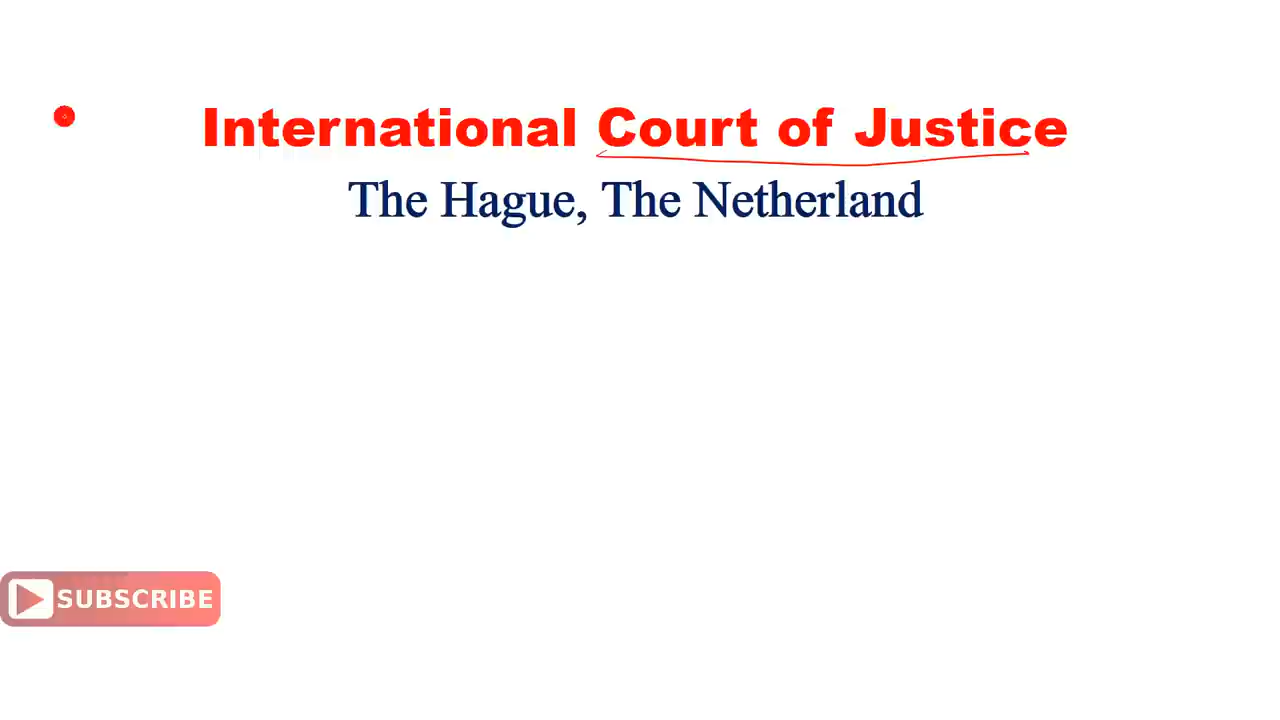 International Court of Justice
The Hague, The Netherland
SUBSCRIBE